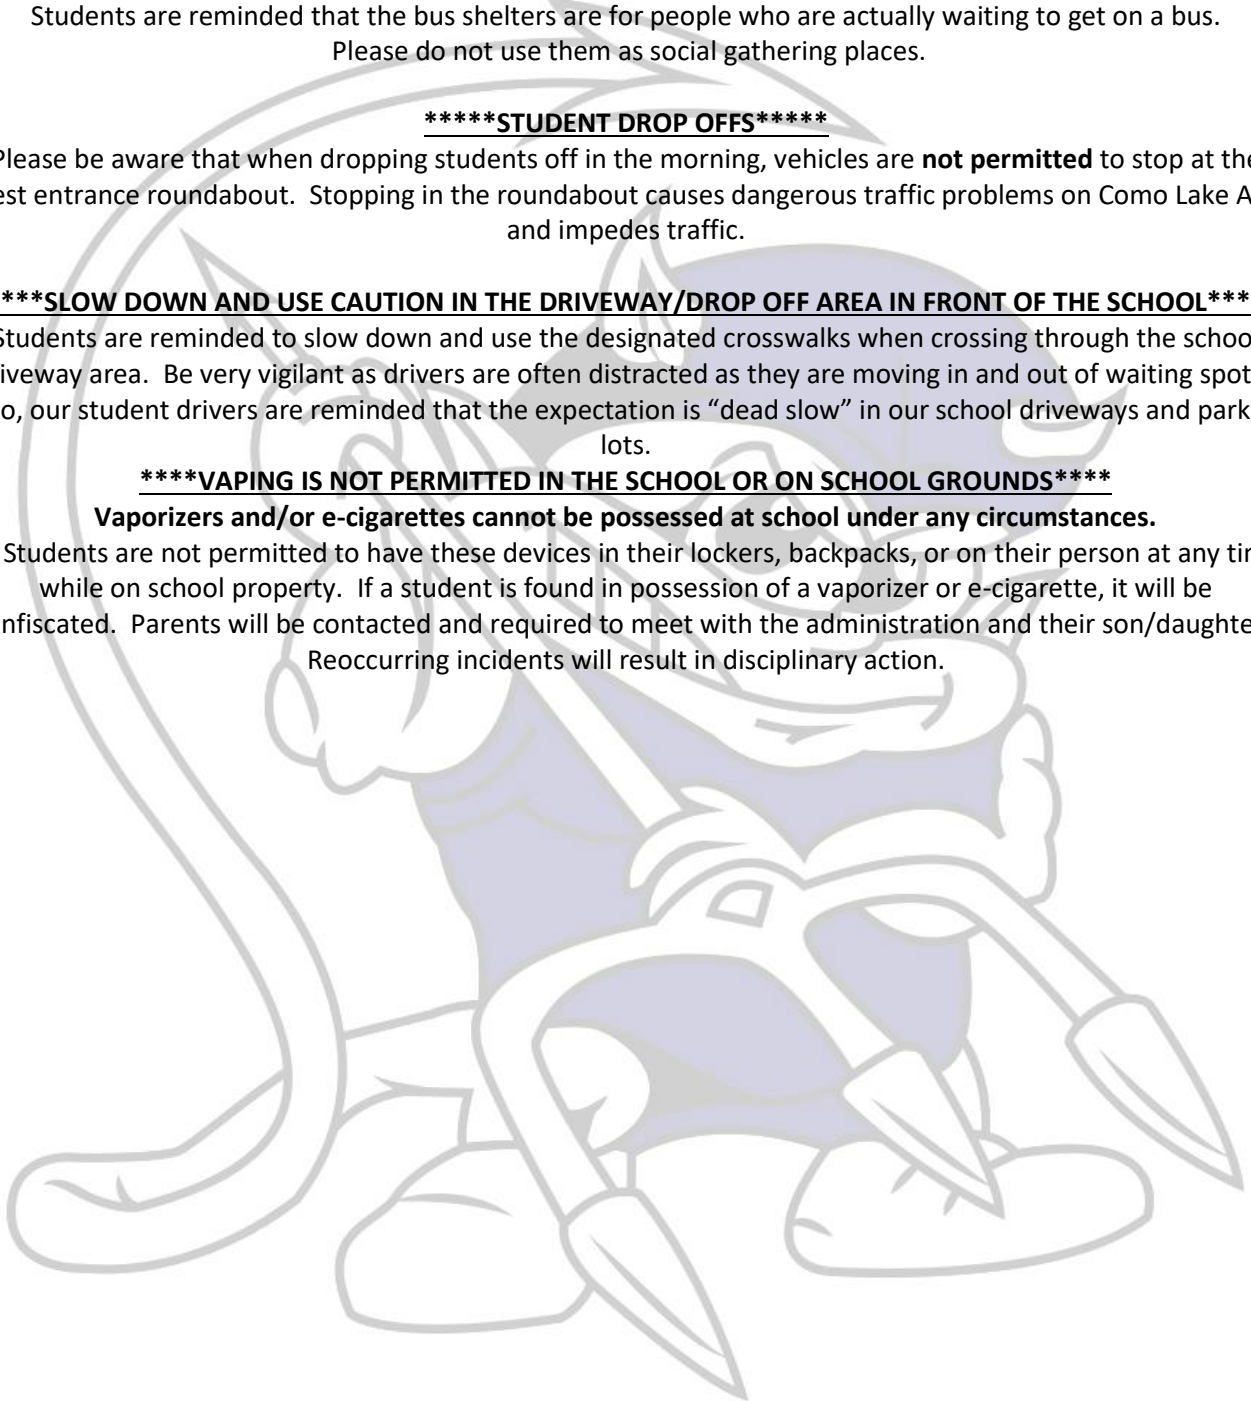 Students are reminded that the bus shelters are for people who are actually waiting to get on a bus.
Please do not use them as social gathering places.
*****STUDENT DROP OFFS*****
Please be aware that when dropping students off in the morning, vehicles are not permitted to stop at the
est entrance roundabout. Stopping in the roundabout causes dangerous traffic problems on Como Lake A
and impedes traffic.
***SLOW DOWN AND USE CAUTION IN THE DRIVEWAY/DROP OFF AREA IN FRONT OF THE SCHOOL***
Students are reminded to slow down and use the designated crosswalks when crossing through the schoo
iveway area. Be very vigilant as drivers are often distracted as they are moving in and out of waiting spot
o, our student drivers are reminded that the expectation is “dead slow” in our school driveways and park
lots.
****VAPING IS NOT PERMITTED IN THE SCHOOL OR ON SCHOOL GROUNDS****
Vaporizers and/or e-cigarettes cannot be possessed at school under any circumstances.
Students are not permitted to have these devices in their lockers, backpacks, or on their person at any tin
while on school property. If a student is found in possession of a vaporizer or e-cigarette, it will be
nfiscated. Parents will be contacted and required to meet with the administration and their son/daughte
Reoccurring incidents will result in disciplinary action.